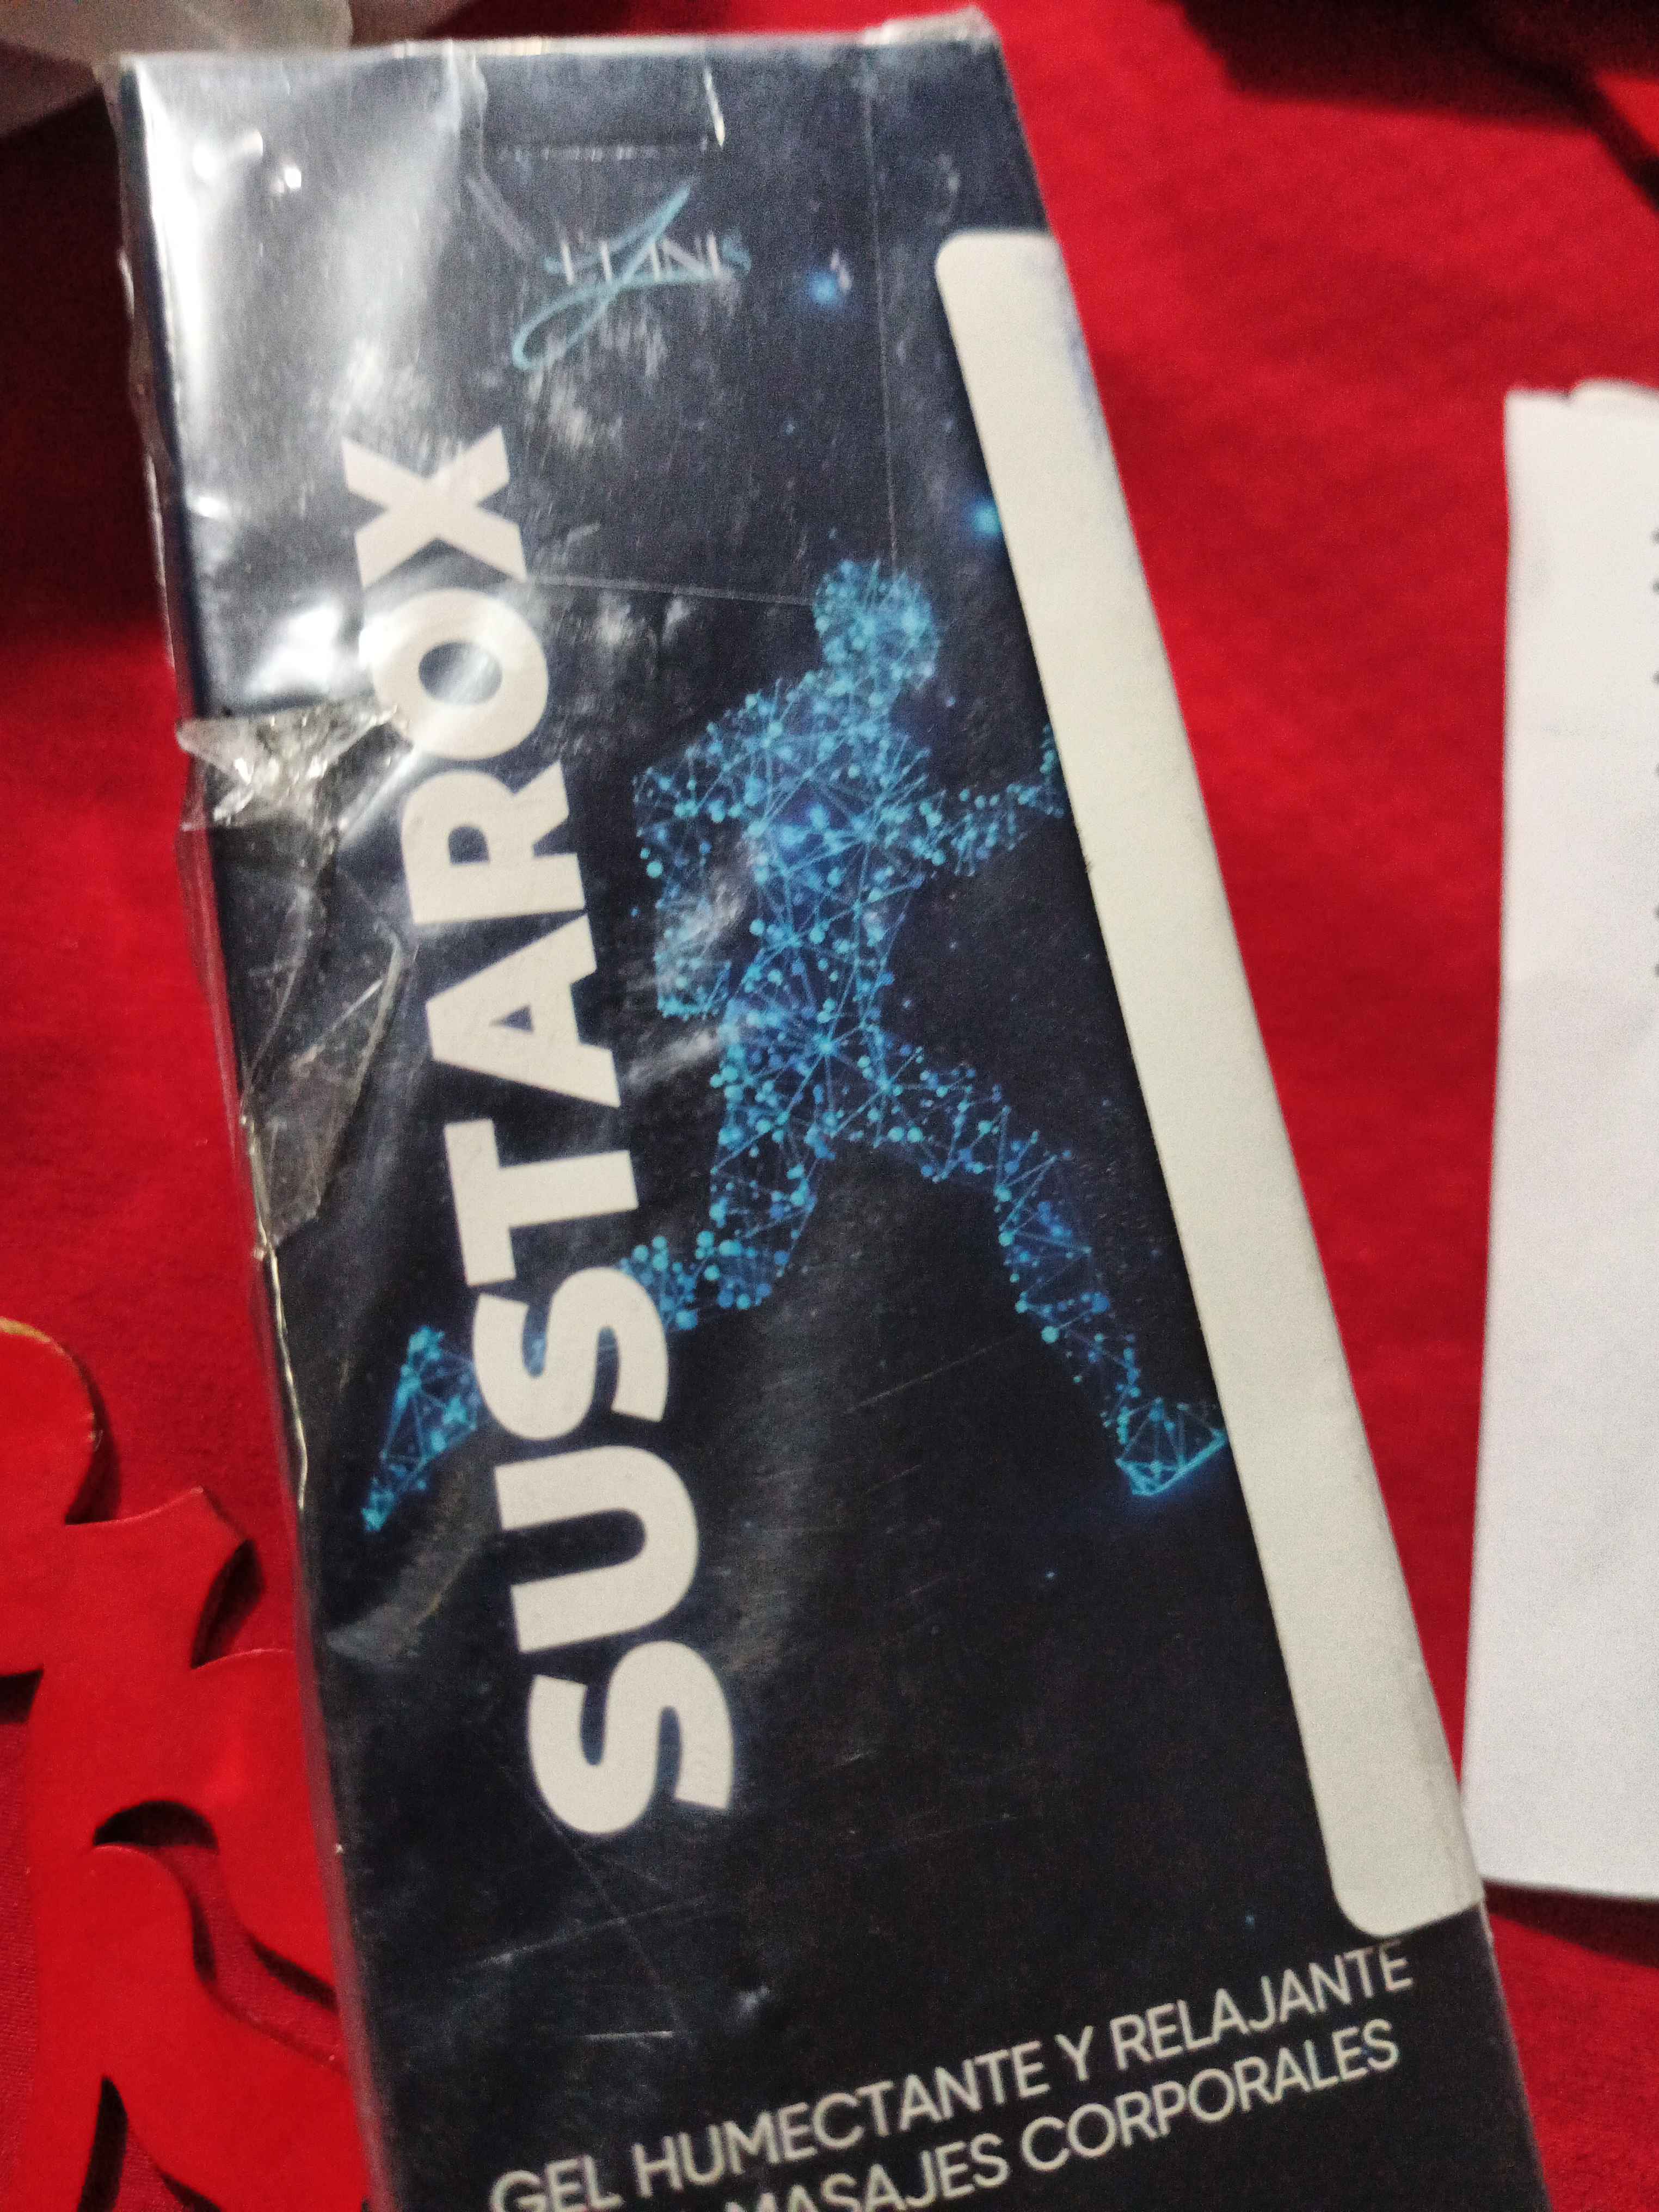 SUSTAROX
GEL HUMECTANTE Y RELAJANTE
MASAJES CORPORALES